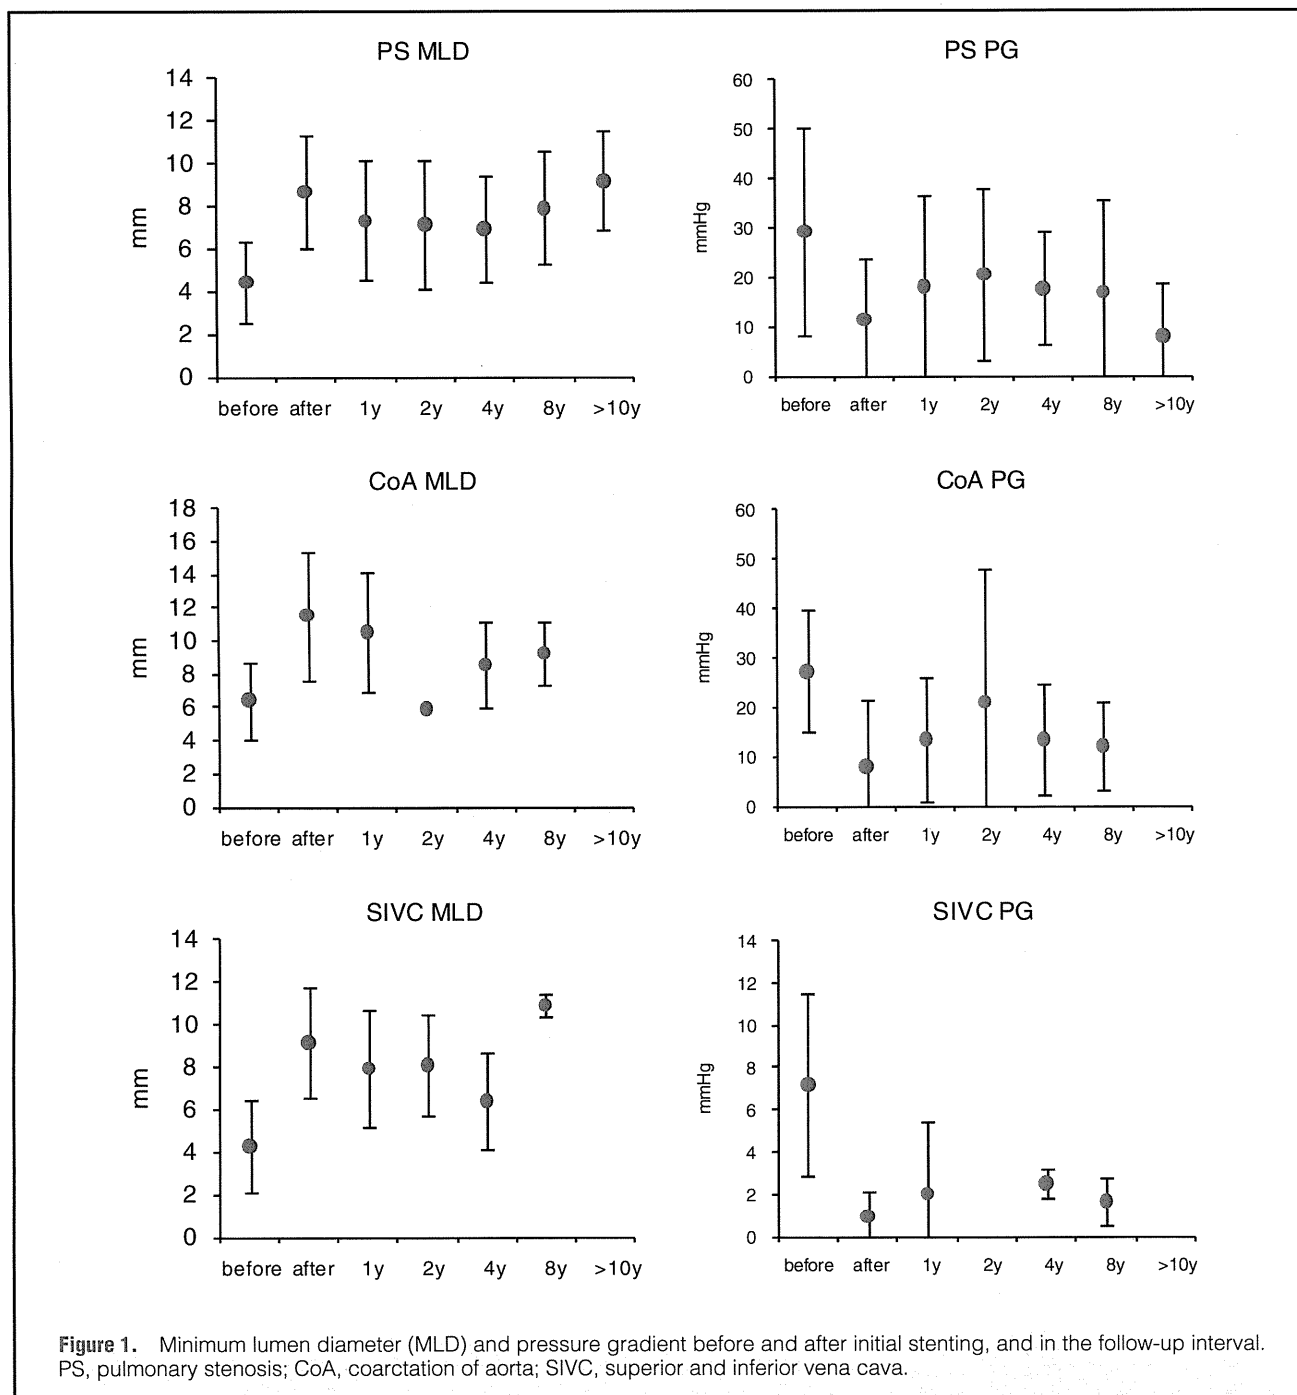 PS MLD
14
12
10
8
6
4
2
0
mm
before after 1y 2y 4y 8y >10y
PS PG
60
50
40
30
20
10
0
mmHg
before after 1y 2y 4y 8y >10y
CoA MLD
18
16
14
12
10
8
6
4
2
0
mm
before after 1y 2y 4y 8y >10y
CoA PG
60
50
40
30
20
10
0
mmHg
before after 1y 2y 4y 8y >10y
SIVC MLD
14
12
10
8
6
4
2
0
mm
before after 1y 2y 4y 8y >10y
SIVC PG
14
12
10
8
6
4
2
0
mmHg
before after 1y 2y 4y 8y >10y
Figure 1. Minimum lumen diameter (MLD) and pressure gradient before and after initial stenting, and in the follow-up interval.
PS, pulmonary stenosis; CoA, coarctation of aorta; SIVC, superior and inferior vena cava.